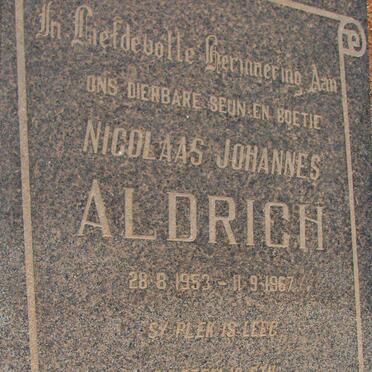 In Liefdevolle Herinnering Aan
ONS DIERBARE SEUN EN BOETIE
NICOLAAS JOHANNES
ALDRICH
28·8·1953 - 11·9·1967
SY PLEK IS LEEG